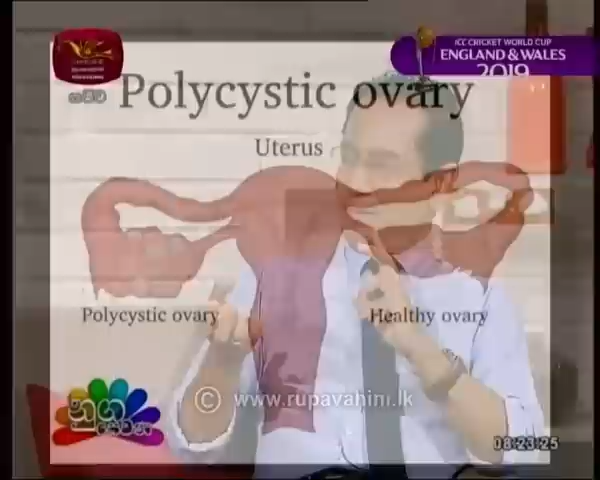 ICC CRICKET WORLD CUP
ENGLAND & WALES
2019
Polycystic ovary
Uterus
Polycystic ovary
Healthy ovary
© www.rupavahini.lk
නුග
සෙවණ
08:23:25